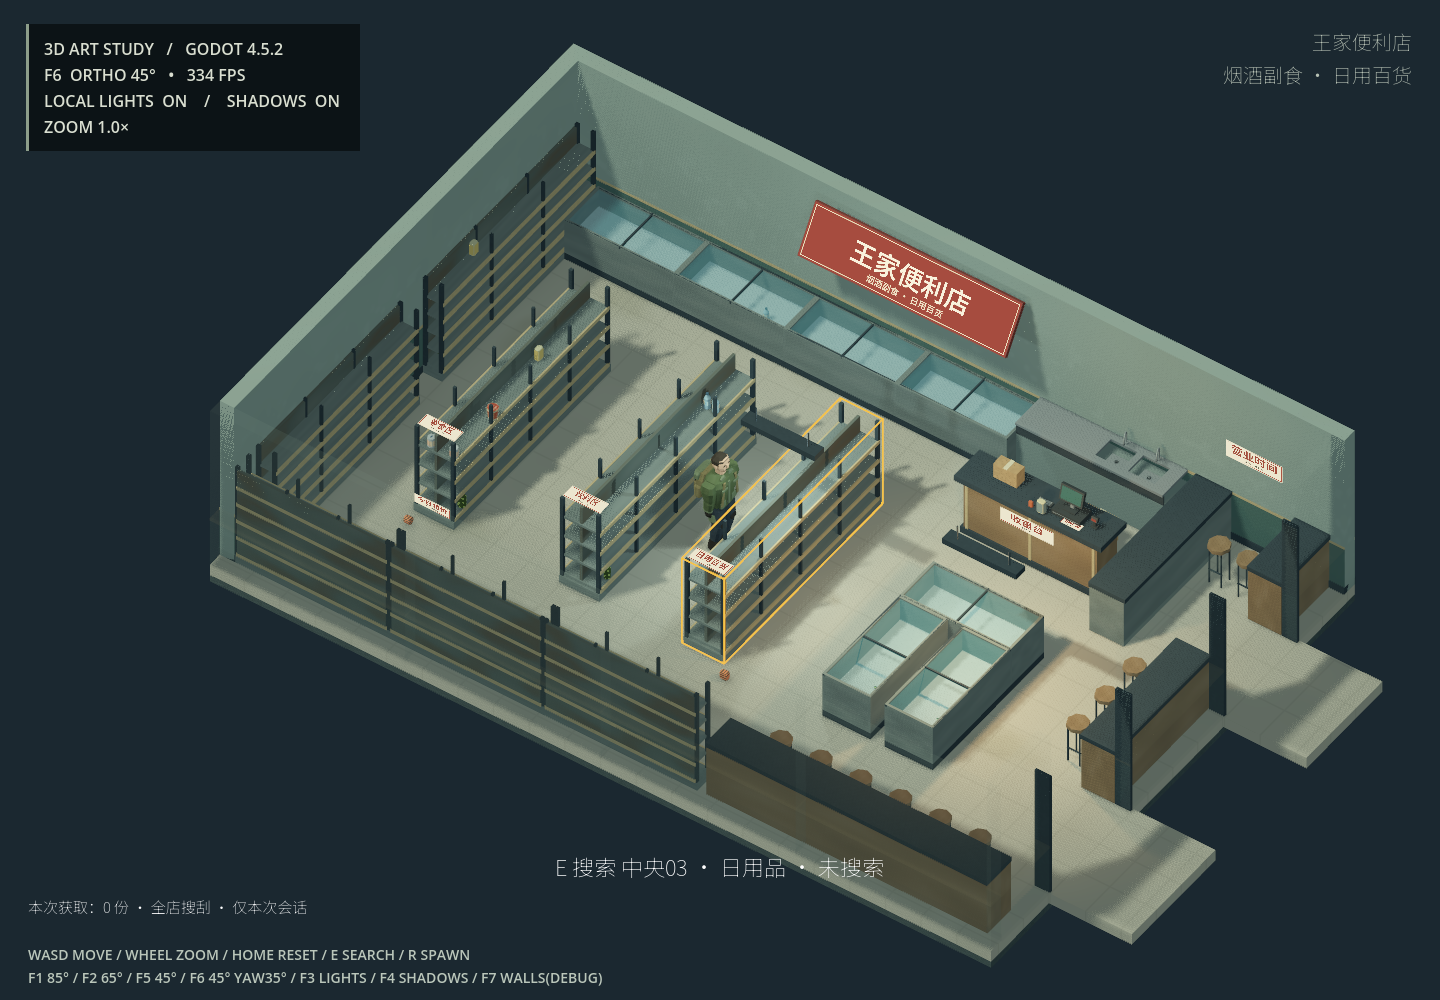 3D ART STUDY / GODOT 4.5.2
F6 ORTHO 45° • 334 FPS
LOCAL LIGHTS ON / SHADOWS ON
ZOOM 1.0×
王家便利店
烟酒副食 · 日用百货
王家便利店
烟酒副食 · 日用百货
营业时间
收银台
日用百货
E 搜索 中央03 · 日用品 · 未搜索
本次获取：0 份 · 全店搜刮 · 仅本次会话
WASD MOVE / WHEEL ZOOM / HOME RESET / E SEARCH / R SPAWN
F1 85° / F2 65° / F5 45° / F6 45° YAW35° / F3 LIGHTS / F4 SHADOWS / F7 WALLS(DEBUG)